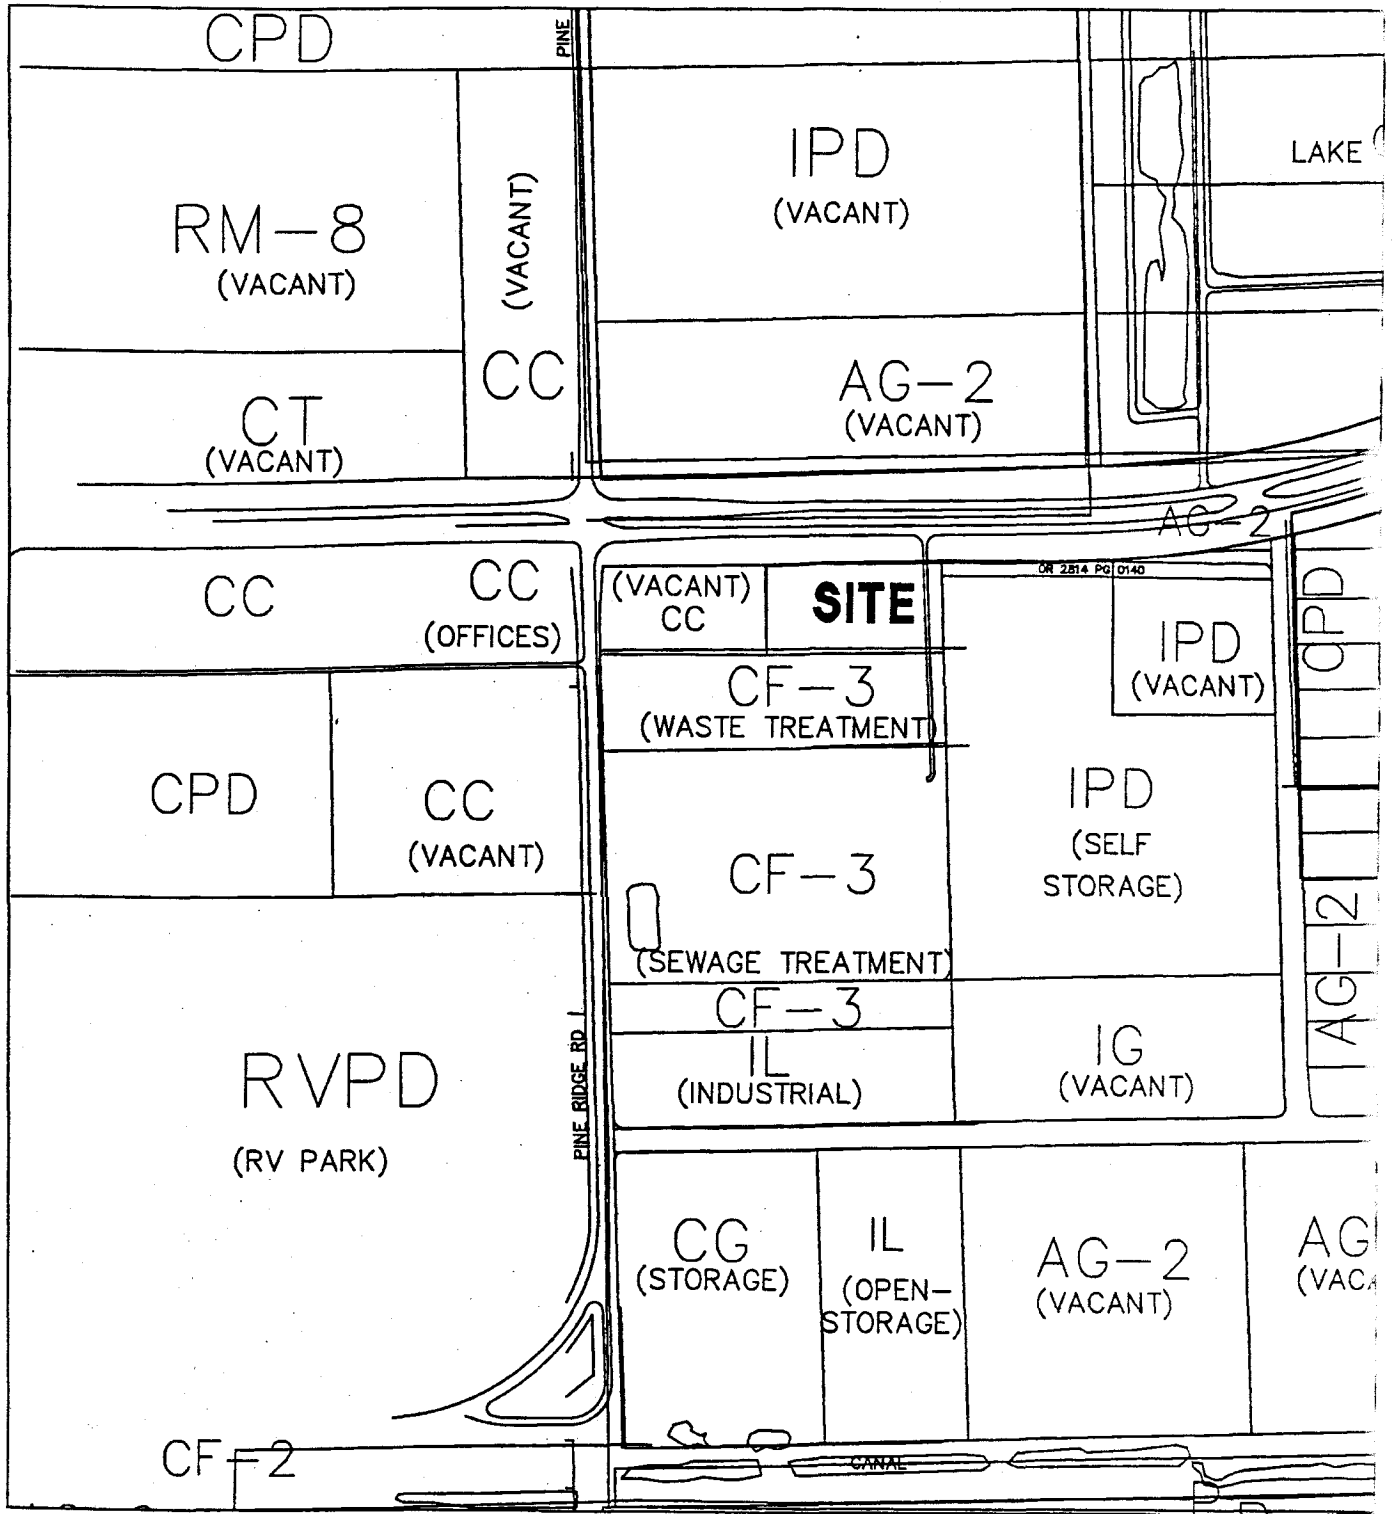 CPD
PINE
IPD
(VACANT)
LAKE
RM-8
(VACANT)
(VACANT)
CC
AG-2
(VACANT)
CT
(VACANT)
AG-2
CC
CC
(OFFICES)
(VACANT)
CC
SITE
OR 2814 PG 0140
IPD
(VACANT)
CPD
CF-3
(WASTE TREATMENT)
CPD
CC
(VACANT)
IPD
(SELF
STORAGE)
CF-3
(SEWAGE TREATMENT)
AG-2
CF-3
IL
(INDUSTRIAL)
IG
(VACANT)
RVPD
(RV PARK)
PINE RIDGE RD
CG
(STORAGE)
IL
(OPEN-
STORAGE)
AG-2
(VACANT)
AG
(VACA
CF-2
CANAL